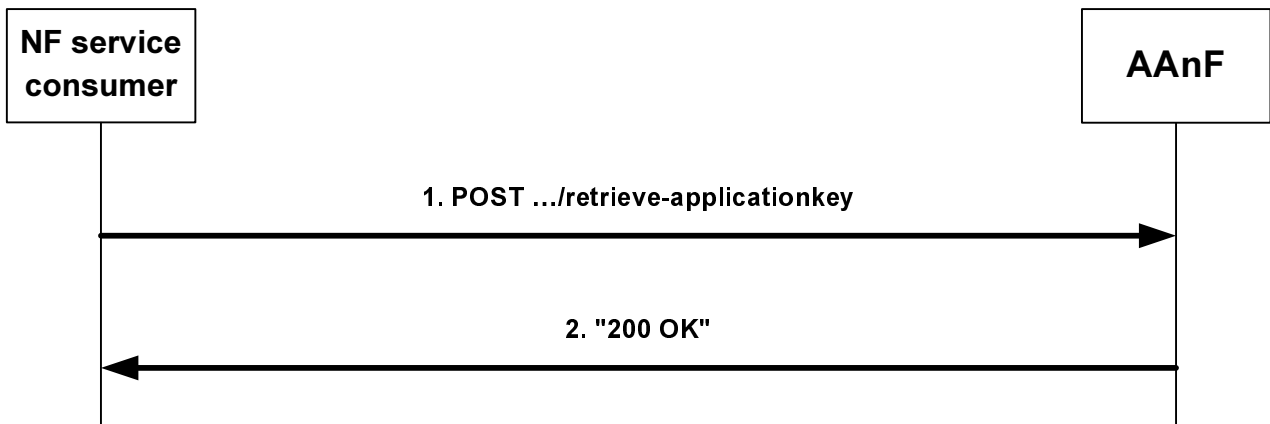 NF service
consumer
AAnF
1. POST .../retrieve-applicationkey
2. "200 OK"